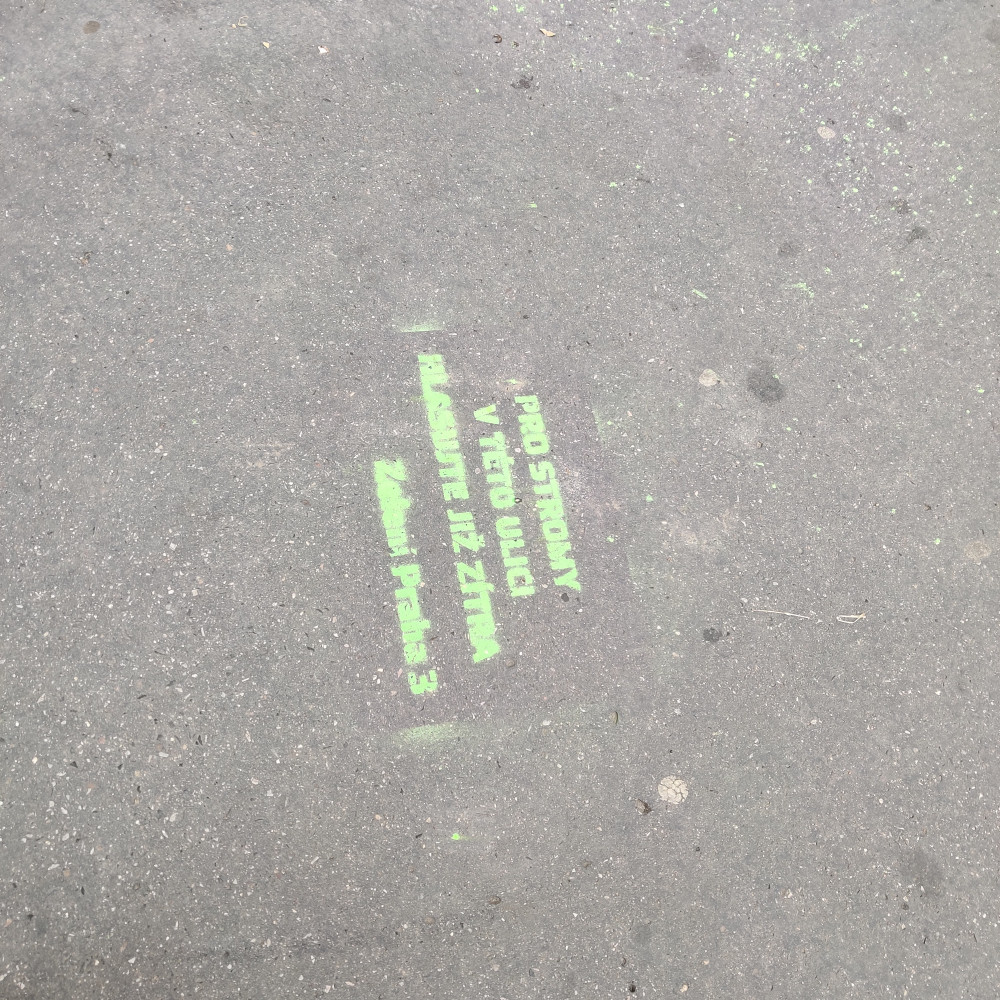 PRO STROMY
V TÉTO ULICI
HLASUJTE JIŽ ZÍTRA
Zelení Praha 3